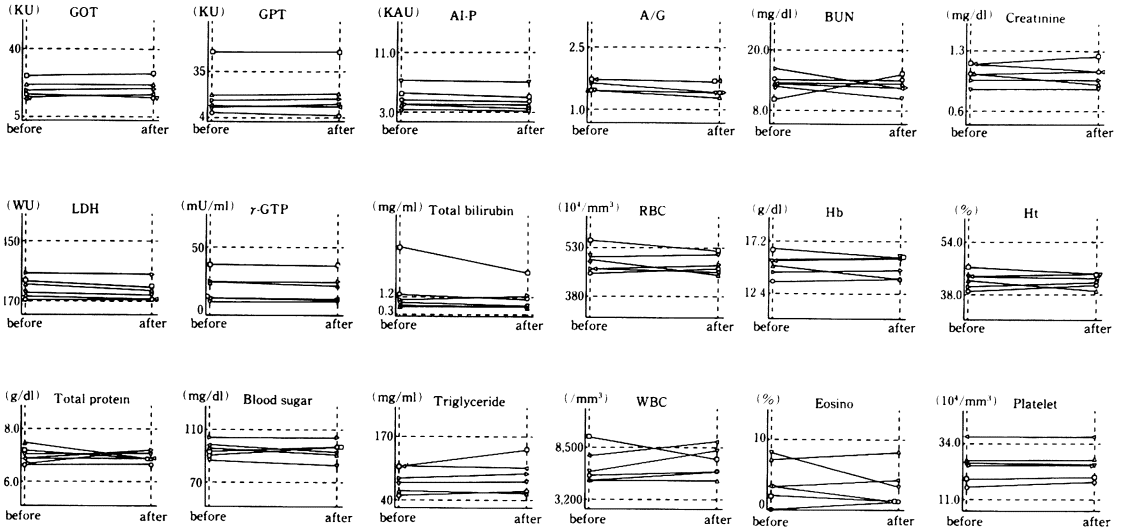 (KU) GOT
40
5
before after
(KU) GPT
35
4
before after
(KAU) Al·P
11.0
3.0
before after
A/G
2.5
1.0
before after
(mg/dl) BUN
20.0
8.0
before after
(mg/dl) Creatinine
1.3
0.6
before after
(WU) LDH
150
170
before after
(mU/ml) γ-GTP
50
0
before after
(mg/ml) Total bilirubin
1.2
0.3
before after
(10⁴/mm³) RBC
530
380
before after
(g/dl) Hb
17.2
12.4
before after
(%) Ht
54.0
38.0
before after
(g/dl) Total protein
8.0
6.0
before after
(mg/dl) Blood sugar
110
70
before after
(mg/ml) Triglyceride
170
40
before after
(/mm³) WBC
8,500
3,200
before after
(%) Eosino
10
0
before after
(10⁴/mm³) Platelet
34.0
11.0
before after